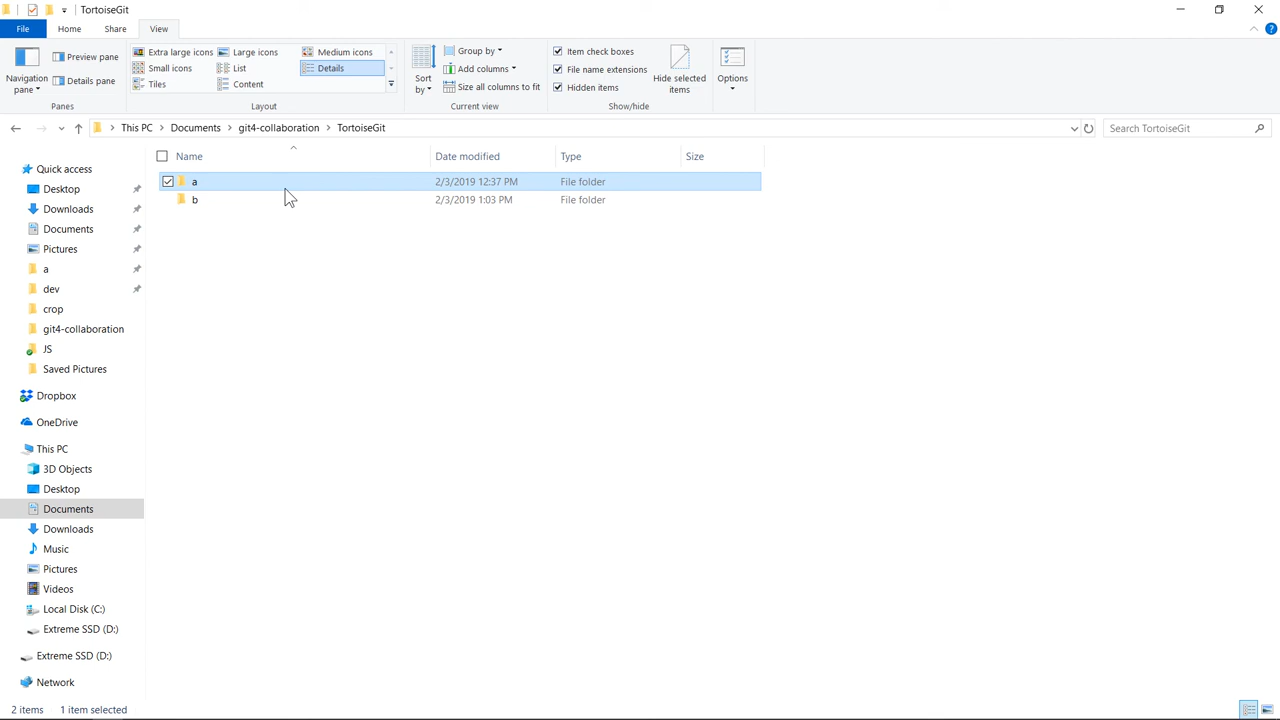 TortoiseGit
File Home Share View
Navigation pane
Preview pane
Details pane
Panes
Extra large icons Large icons Medium icons
Small icons List Details
Tiles Content
Layout
Sort by
Group by
Add columns
Size all columns to fit
Current view
Item check boxes
File name extensions
Hidden items
Hide selected items
Show/hide
Options
This PC > Documents > git4-collaboration > TortoiseGit
Search TortoiseGit
Name Date modified Type Size
a 2/3/2019 12:37 PM File folder
b 2/3/2019 1:03 PM File folder
Quick access
Desktop
Downloads
Documents
Pictures
a
dev
crop
git4-collaboration
JS
Saved Pictures
Dropbox
OneDrive
This PC
3D Objects
Desktop
Documents
Downloads
Music
Pictures
Videos
Local Disk (C:)
Extreme SSD (D:)
Extreme SSD (D:)
Network
2 items 1 item selected